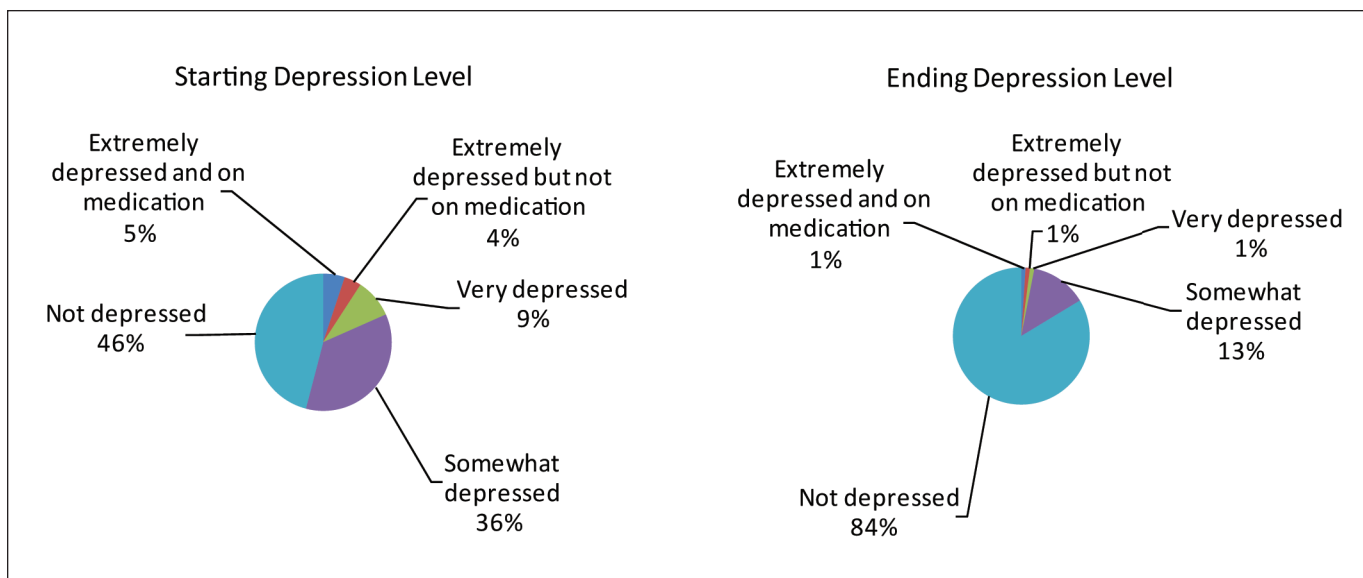 Starting Depression Level
Extremely
depressed and on
medication
5%
Extremely
depressed but not
on medication
4%
Very depressed
9%
Somewhat
depressed
36%
Not depressed
46%
Ending Depression Level
Extremely
depressed and on
medication
1%
Extremely
depressed but not
on medication
1%
Very depressed
1%
Somewhat
depressed
13%
Not depressed
84%